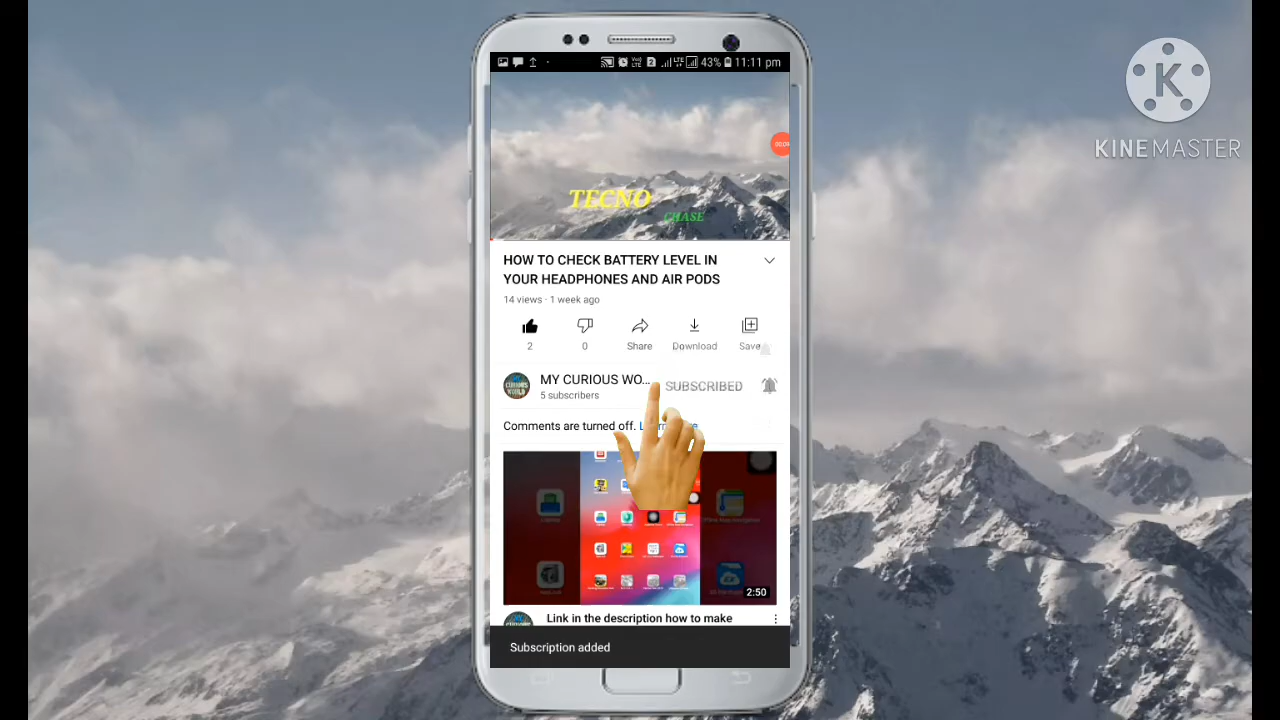 43% 11:11 pm
KINEMASTER
TECNO
CHASE
HOW TO CHECK BATTERY LEVEL IN
YOUR HEADPHONES AND AIR PODS
14 views · 1 week ago
2
0
Share
Download
Save
MY CURIOUS WO...
5 subscribers
SUBSCRIBED
Comments are turned off.
2:50
Link in the description how to make
Subscription added